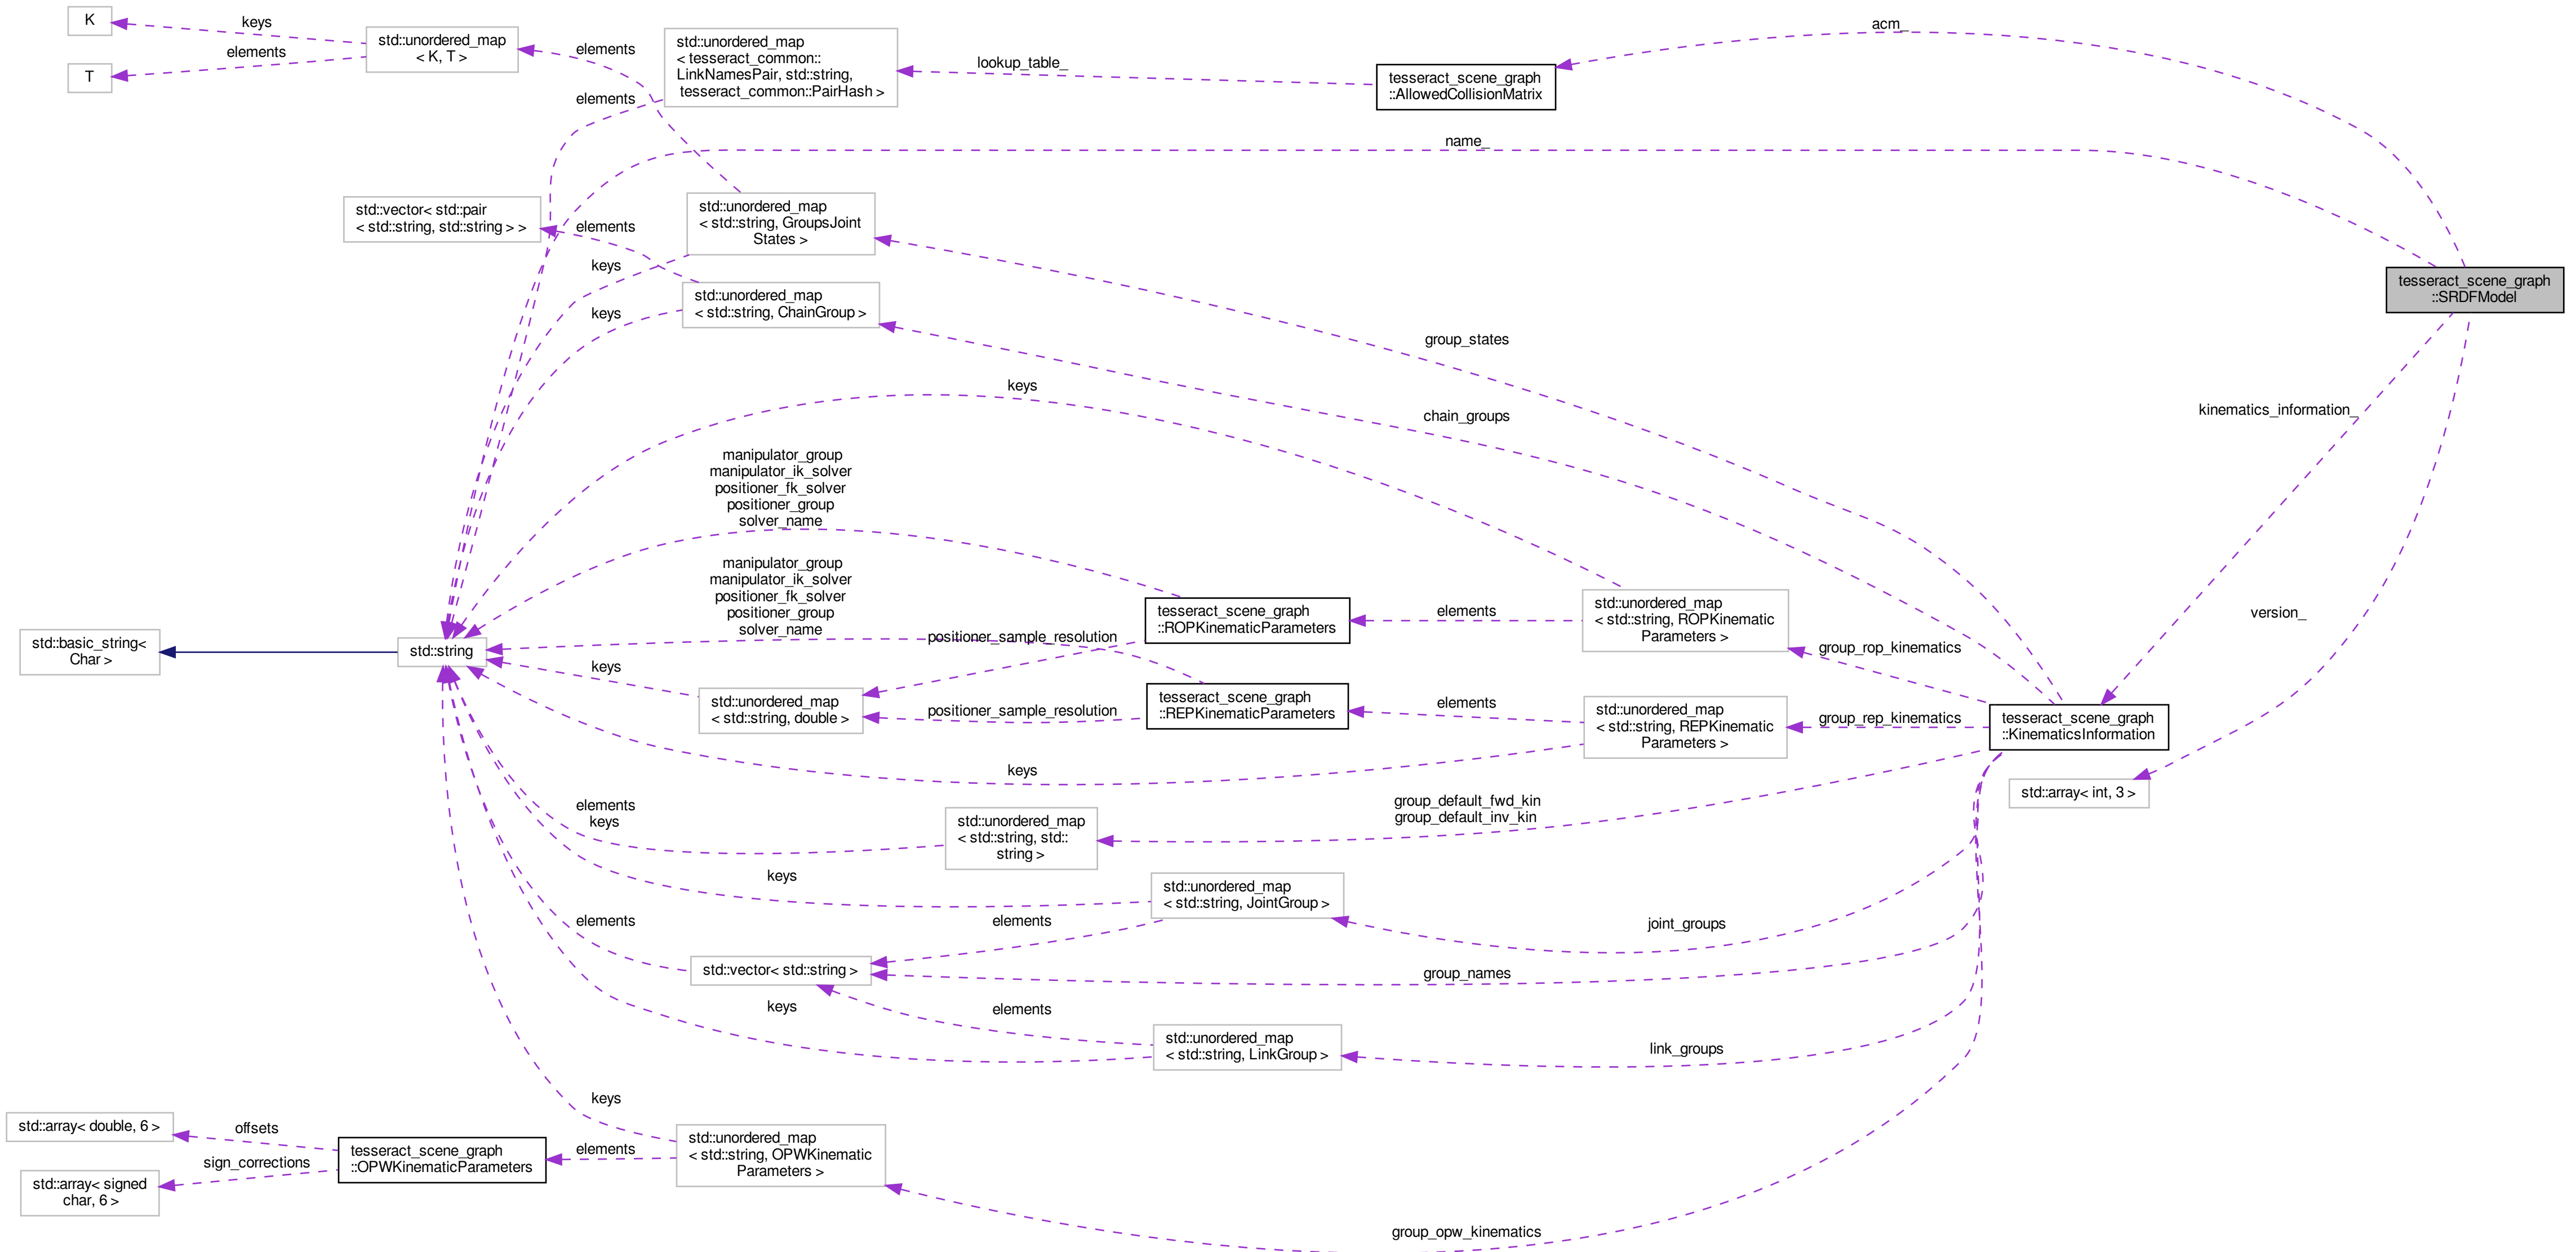 K
T
keys
elements
std::unordered_map
< K, T >
elements
elements
std::unordered_map
< tesseract_common::
LinkNamesPair, std::string,
tesseract_common::PairHash >
lookup_table_
tesseract_scene_graph
::AllowedCollisionMatrix
acm_
name_
std::vector< std::pair
< std::string, std::string > >
elements
std::unordered_map
< std::string, GroupsJoint
States >
keys
std::unordered_map
< std::string, ChainGroup >
keys
tesseract_scene_graph
::SRDFModel
group_states
chain_groups
keys
kinematics_information_
version_
manipulator_group
manipulator_ik_solver
positioner_fk_solver
positioner_group
solver_name
manipulator_group
manipulator_ik_solver
positioner_fk_solver
positioner_group
solver_name
std::basic_string<
Char >
std::string
keys
std::unordered_map
< std::string, double >
positioner_sample_resolution
positioner_sample_resolution
tesseract_scene_graph
::ROPKinematicParameters
tesseract_scene_graph
::REPKinematicParameters
elements
elements
std::unordered_map
< std::string, ROPKinematic
Parameters >
std::unordered_map
< std::string, REPKinematic
Parameters >
group_rop_kinematics
group_rep_kinematics
tesseract_scene_graph
::KinematicsInformation
std::array< int, 3 >
keys
elements
keys
std::unordered_map
< std::string, std::
string >
group_default_fwd_kin
group_default_inv_kin
keys
std::unordered_map
< std::string, JointGroup >
joint_groups
elements
elements
std::vector< std::string >
group_names
keys
elements
std::unordered_map
< std::string, LinkGroup >
link_groups
keys
std::array< double, 6 >
offsets
std::array< signed
char, 6 >
sign_corrections
tesseract_scene_graph
::OPWKinematicParameters
elements
std::unordered_map
< std::string, OPWKinematic
Parameters >
group_opw_kinematics